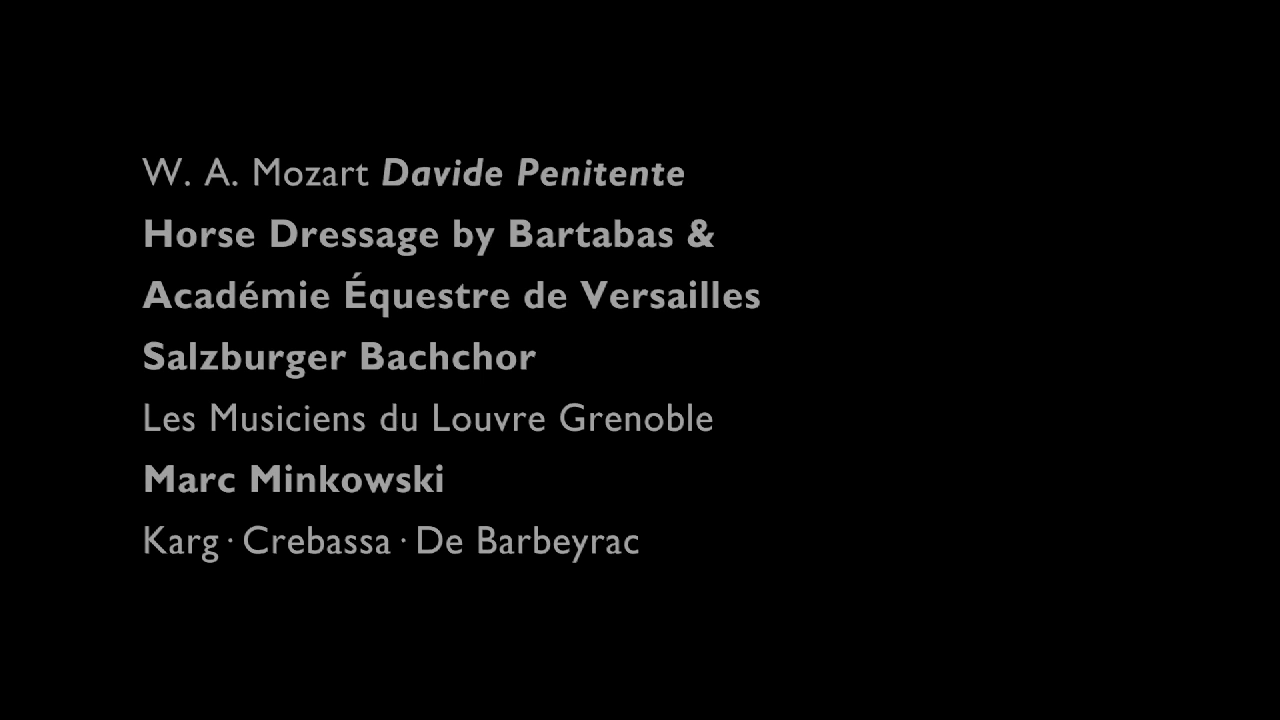 W. A. Mozart Davide Penitente
Horse Dressage by Bartabas &
Académie Équestre de Versailles
Salzburger Bachchor
Les Musiciens du Louvre Grenoble
Marc Minkowski
Karg · Crebassa · De Barbeyrac